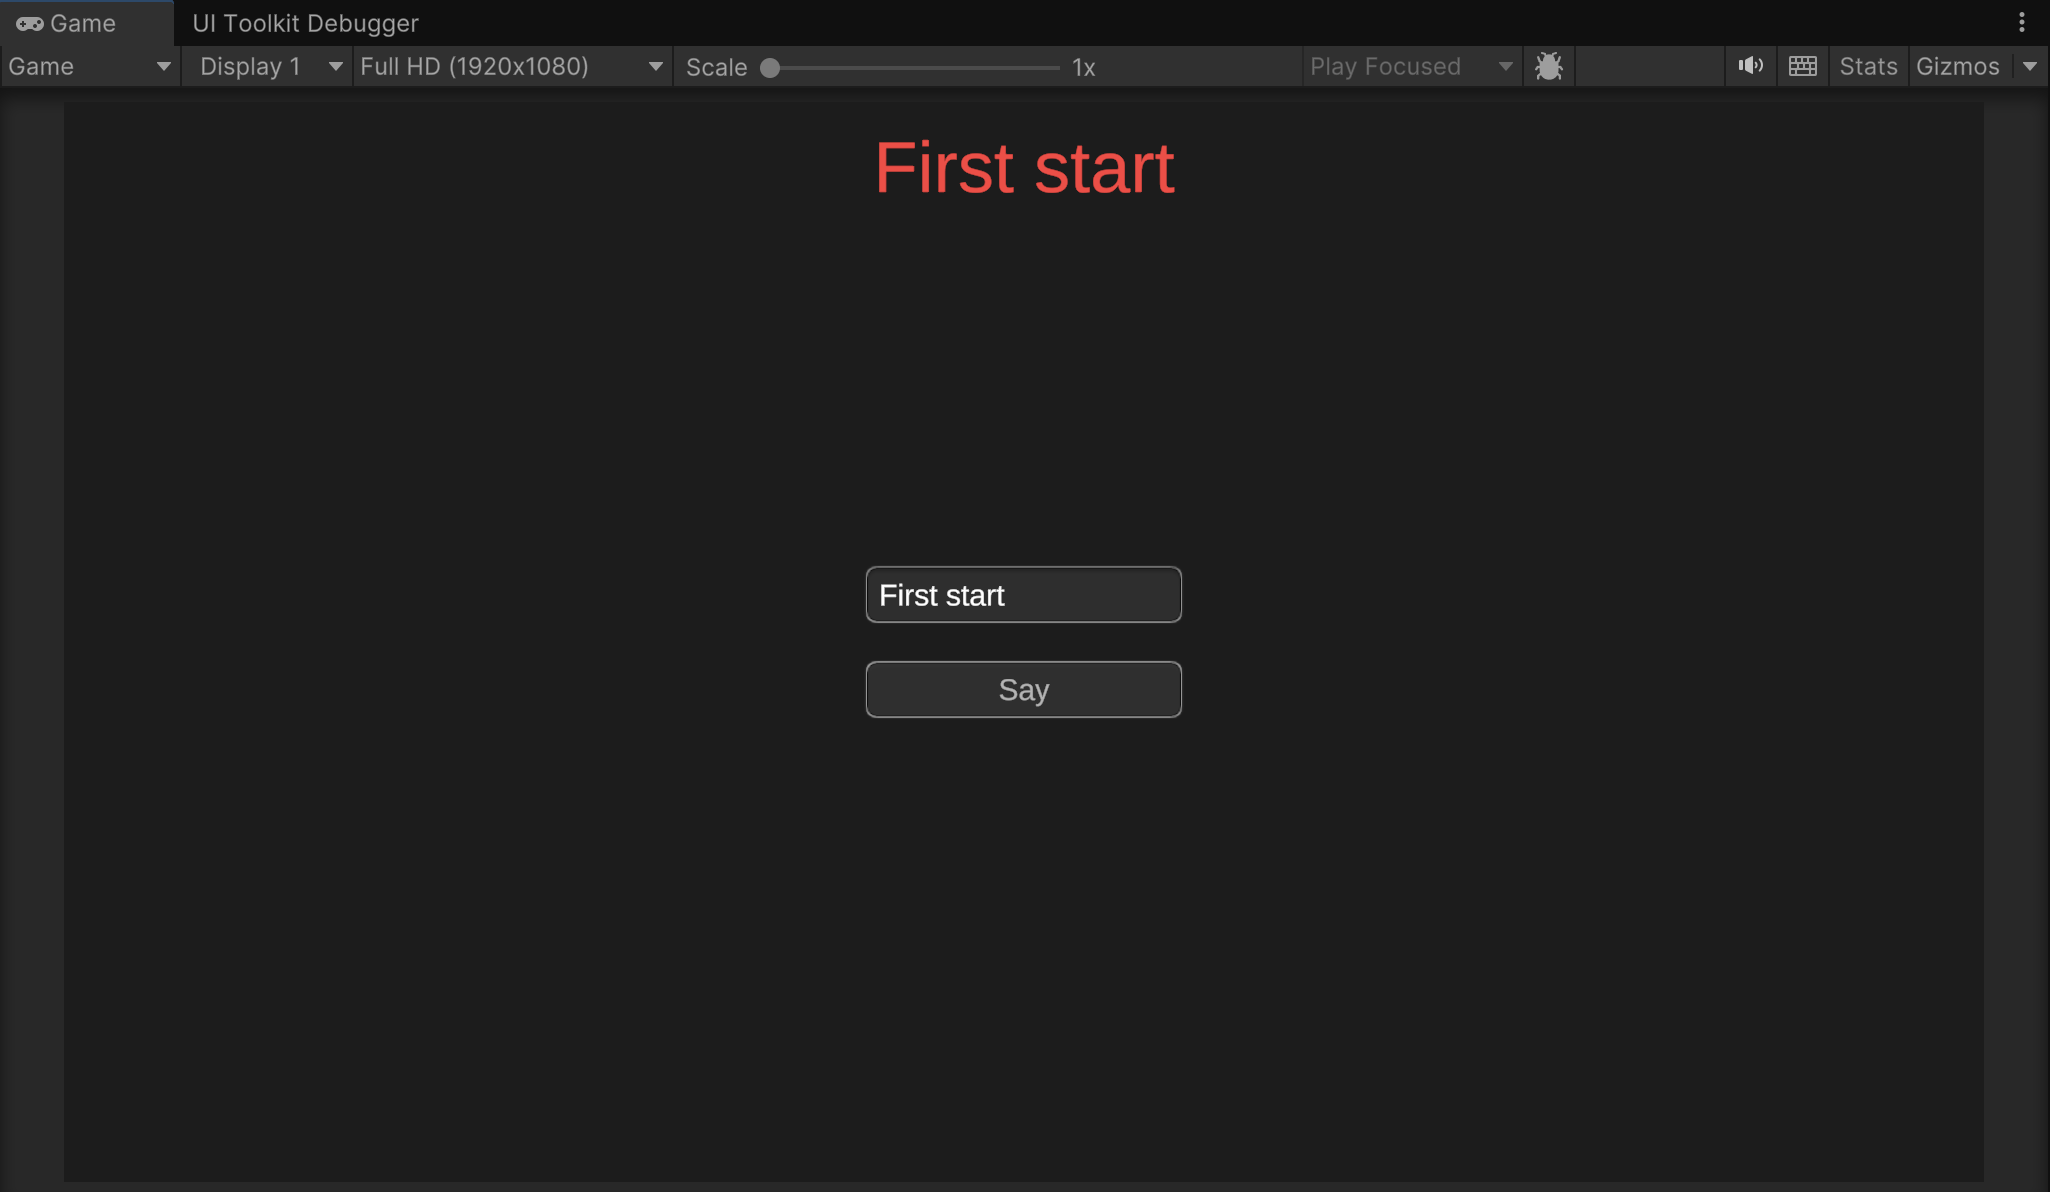 Game UI Toolkit Debugger
Game Display 1 Full HD (1920x1080) Scale 1x Play Focused Stats Gizmos
First start
First start
Say